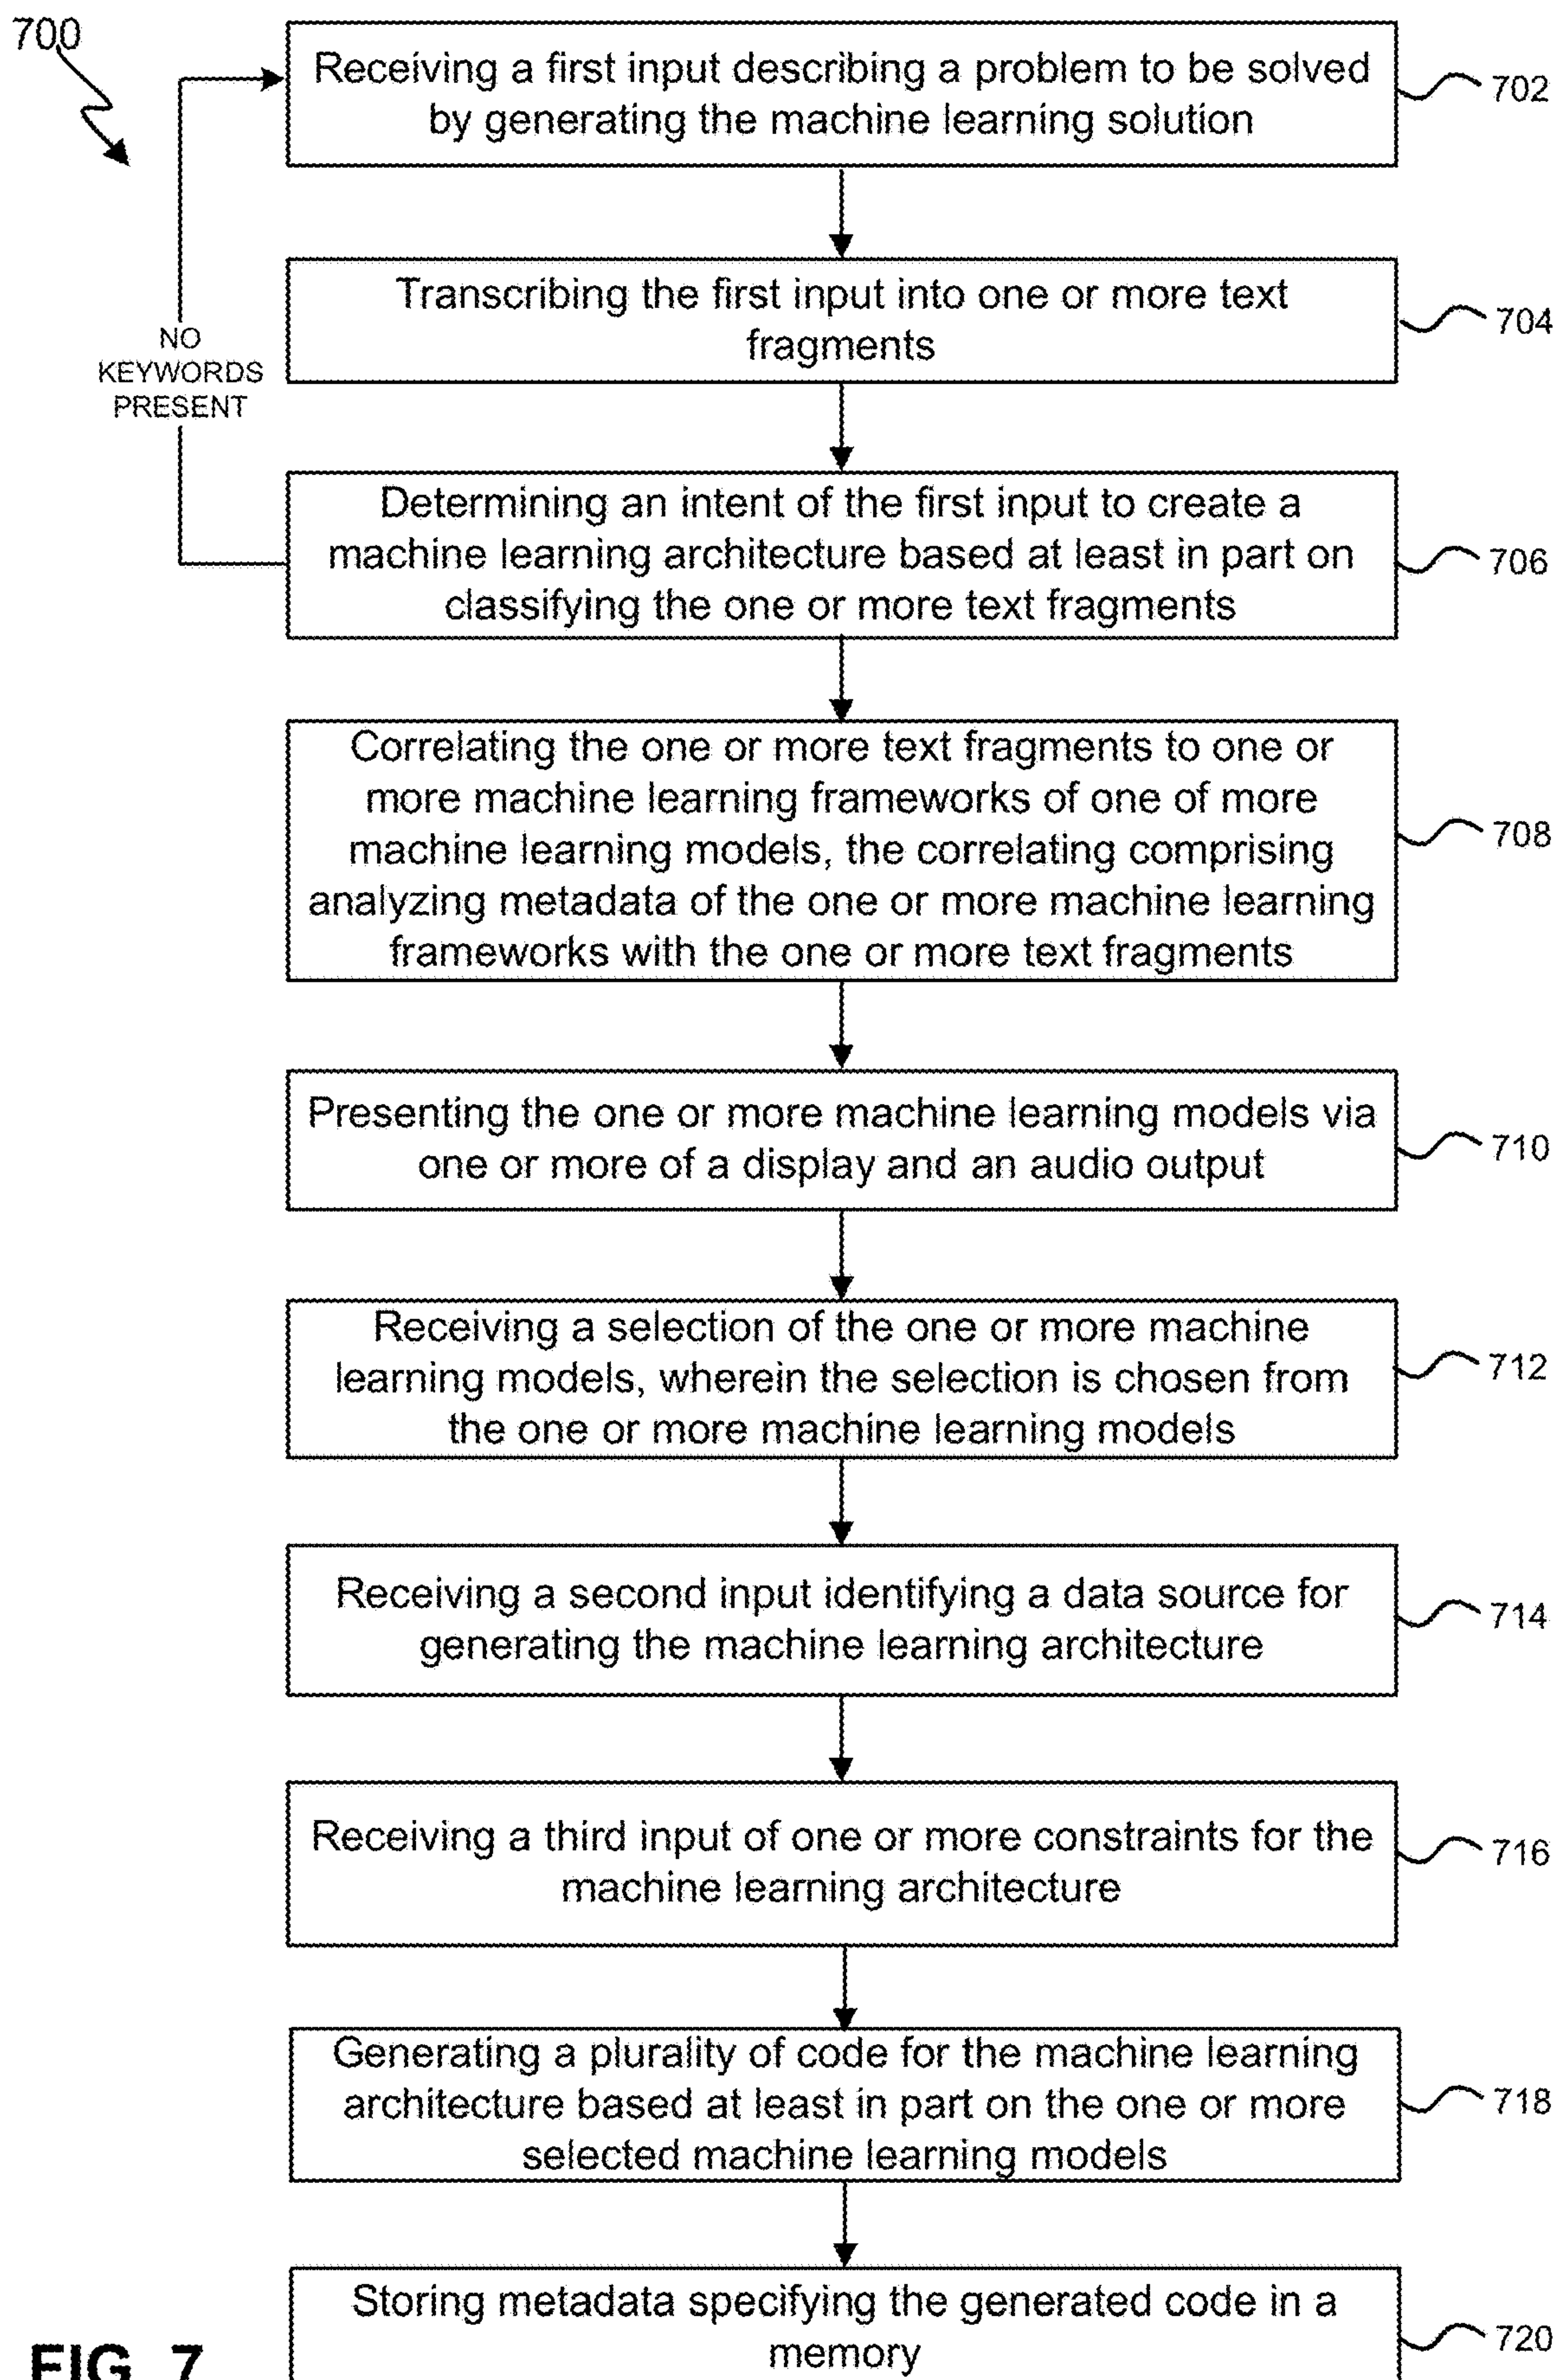 700
Receiving a first input describing a problem to be solved
by generating the machine learning solution
702
Transcribing the first input into one or more text
fragments
704
NO
KEYWORDS
PRESENT
Determining an intent of the first input to create a
machine learning architecture based at least in part on
classifying the one or more text fragments
706
Correlating the one or more text fragments to one or
more machine learning frameworks of one of more
machine learning models, the correlating comprising
analyzing metadata of the one or more machine learning
frameworks with the one or more text fragments
708
Presenting the one or more machine learning models via
one or more of a display and an audio output
710
Receiving a selection of the one or more machine
learning models, wherein the selection is chosen from
the one or more machine learning models
712
Receiving a second input identifying a data source for
generating the machine learning architecture
714
Receiving a third input of one or more constraints for the
machine learning architecture
716
Generating a plurality of code for the machine learning
architecture based at least in part on the one or more
selected machine learning models
718
Storing metadata specifying the generated code in a
memory
720
FIG. 7